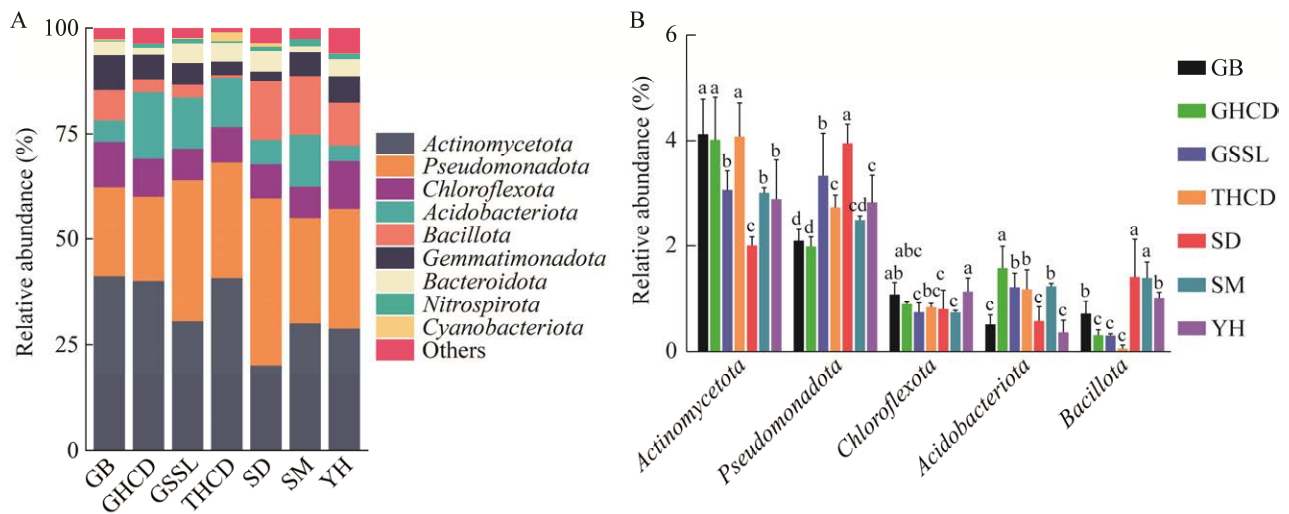 A
Relative abundance (%)
100
75
50
25
0
GB
GHCD
GSSL
THCD
SD
SM
YH
Actinomycetota
Pseudomonadota
Chloroflexota
Acidobacteriota
Bacillota
Gemmatimonadota
Bacteroidota
Nitrospirota
Cyanobacteriota
Others
B
Relative abundance (%)
6
4
2
0
a a b a c b b
d d b c a cd c
ab abc c bc c c a
c a b b c b c
b c c c a a b
Actinomycetota
Pseudomonadota
Chloroflexota
Acidobacteriota
Bacillota
GB
GHCD
GSSL
THCD
SD
SM
YH